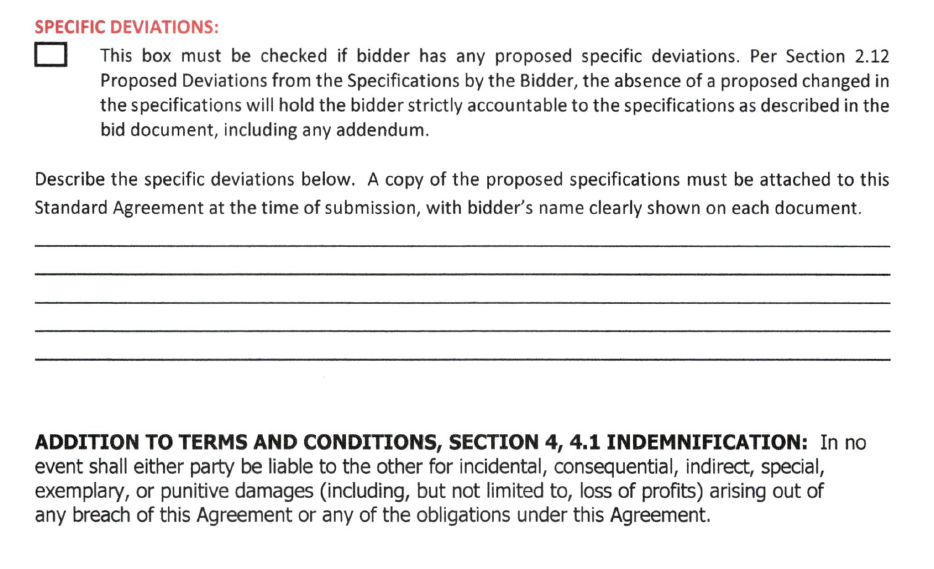 SPECIFIC DEVIATIONS:
This box must be checked if bidder has any proposed specific deviations. Per Section 2.12
Proposed Deviations from the Specifications by the Bidder, the absence of a proposed changed in
the specifications will hold the bidder strictly accountable to the specifications as described in the
bid document, including any addendum.
Describe the specific deviations below. A copy of the proposed specifications must be attached to this
Standard Agreement at the time of submission, with bidder's name clearly shown on each document.
ADDITION TO TERMS AND CONDITIONS, SECTION 4, 4.1 INDEMNIFICATION: In no
event shall either party be liable to the other for incidental, consequential, indirect, special,
exemplary, or punitive damages (including, but not limited to, loss of profits) arising out of
any breach of this Agreement or any of the obligations under this Agreement.